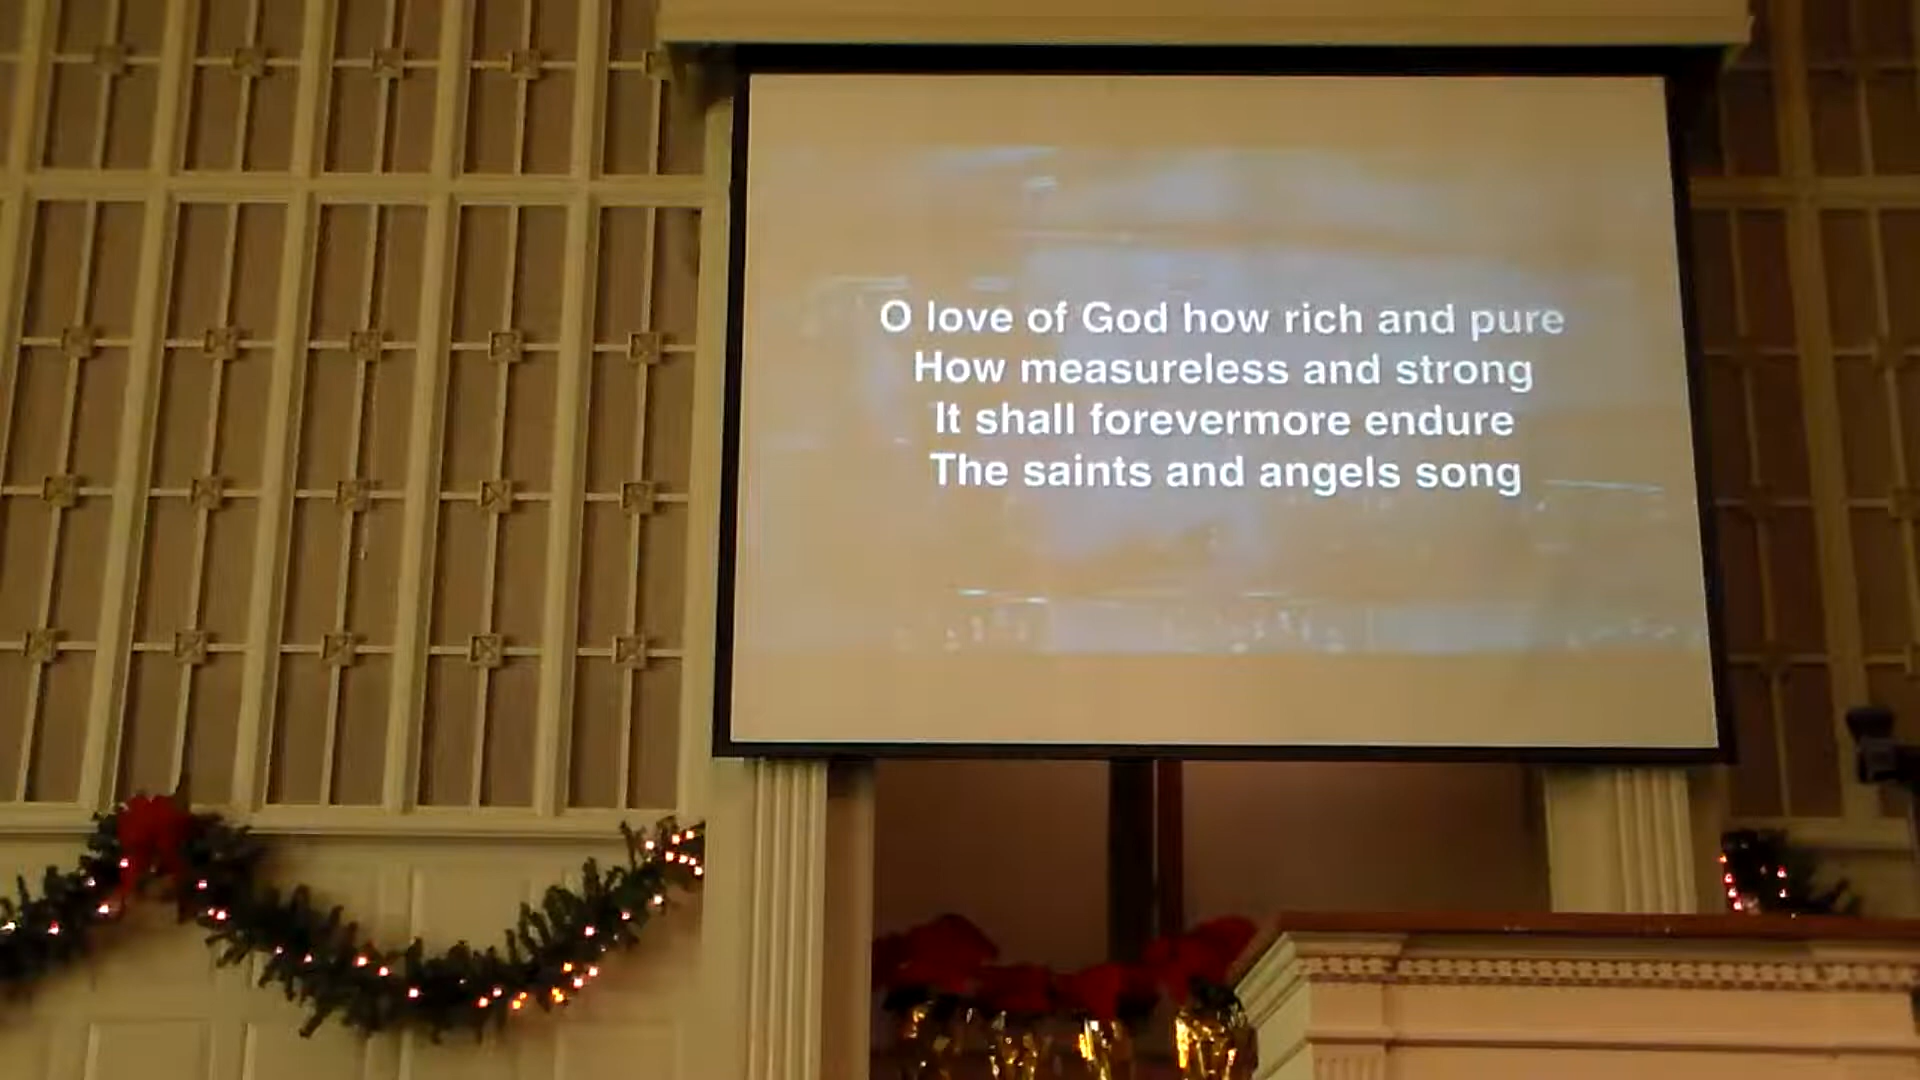 O love of God how rich and pure
How measureless and strong
It shall forevermore endure
The saints and angels song